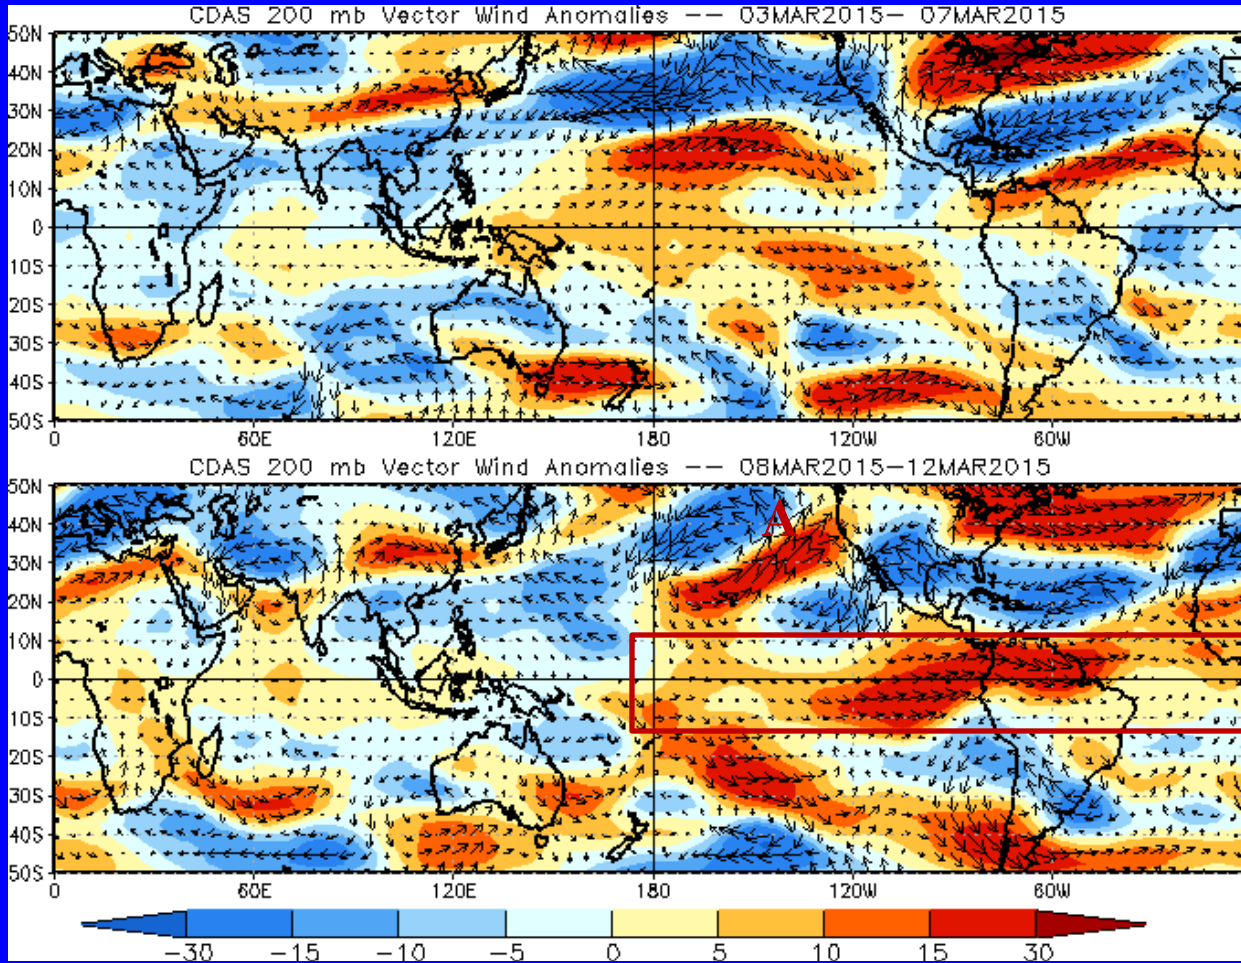 CDAS 200 mb Vector Wind Anomalies -- 03MAR2015- 07MAR2015
50N
40N
30N
20N
10N
0
10S
20S
30S
40S
50S
0 60E 120E 180 120W 60W
CDAS 200 mb Vector Wind Anomalies -- 08MAR2015-12MAR2015
50N
A
40N
30N
20N
10N
0
10S
20S
30S
40S
50S
0 60E 120E 180 120W 60W
-30 -15 -10 -5 0 5 10 15 30